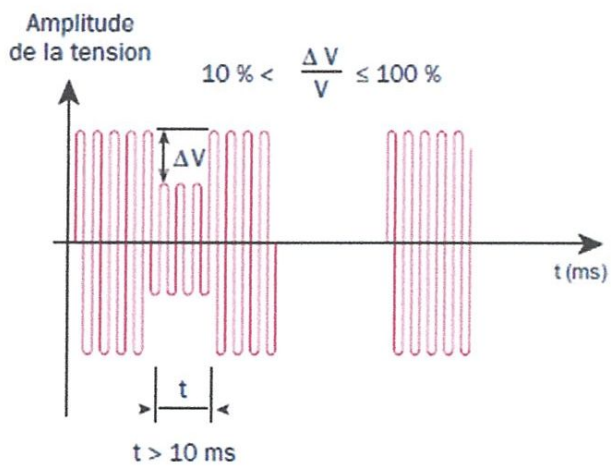 Amplitude
de la tension
10 % < ΔV/V ≤ 100 %
ΔV
t (ms)
t
t > 10 ms